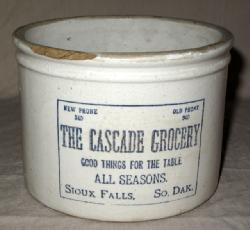 NEW PHONE OLD PHONE
THE CASCADE GROCERY
GOOD THINGS FOR THE TABLE
ALL SEASONS.
SIOUX FALLS, SO. DAK.